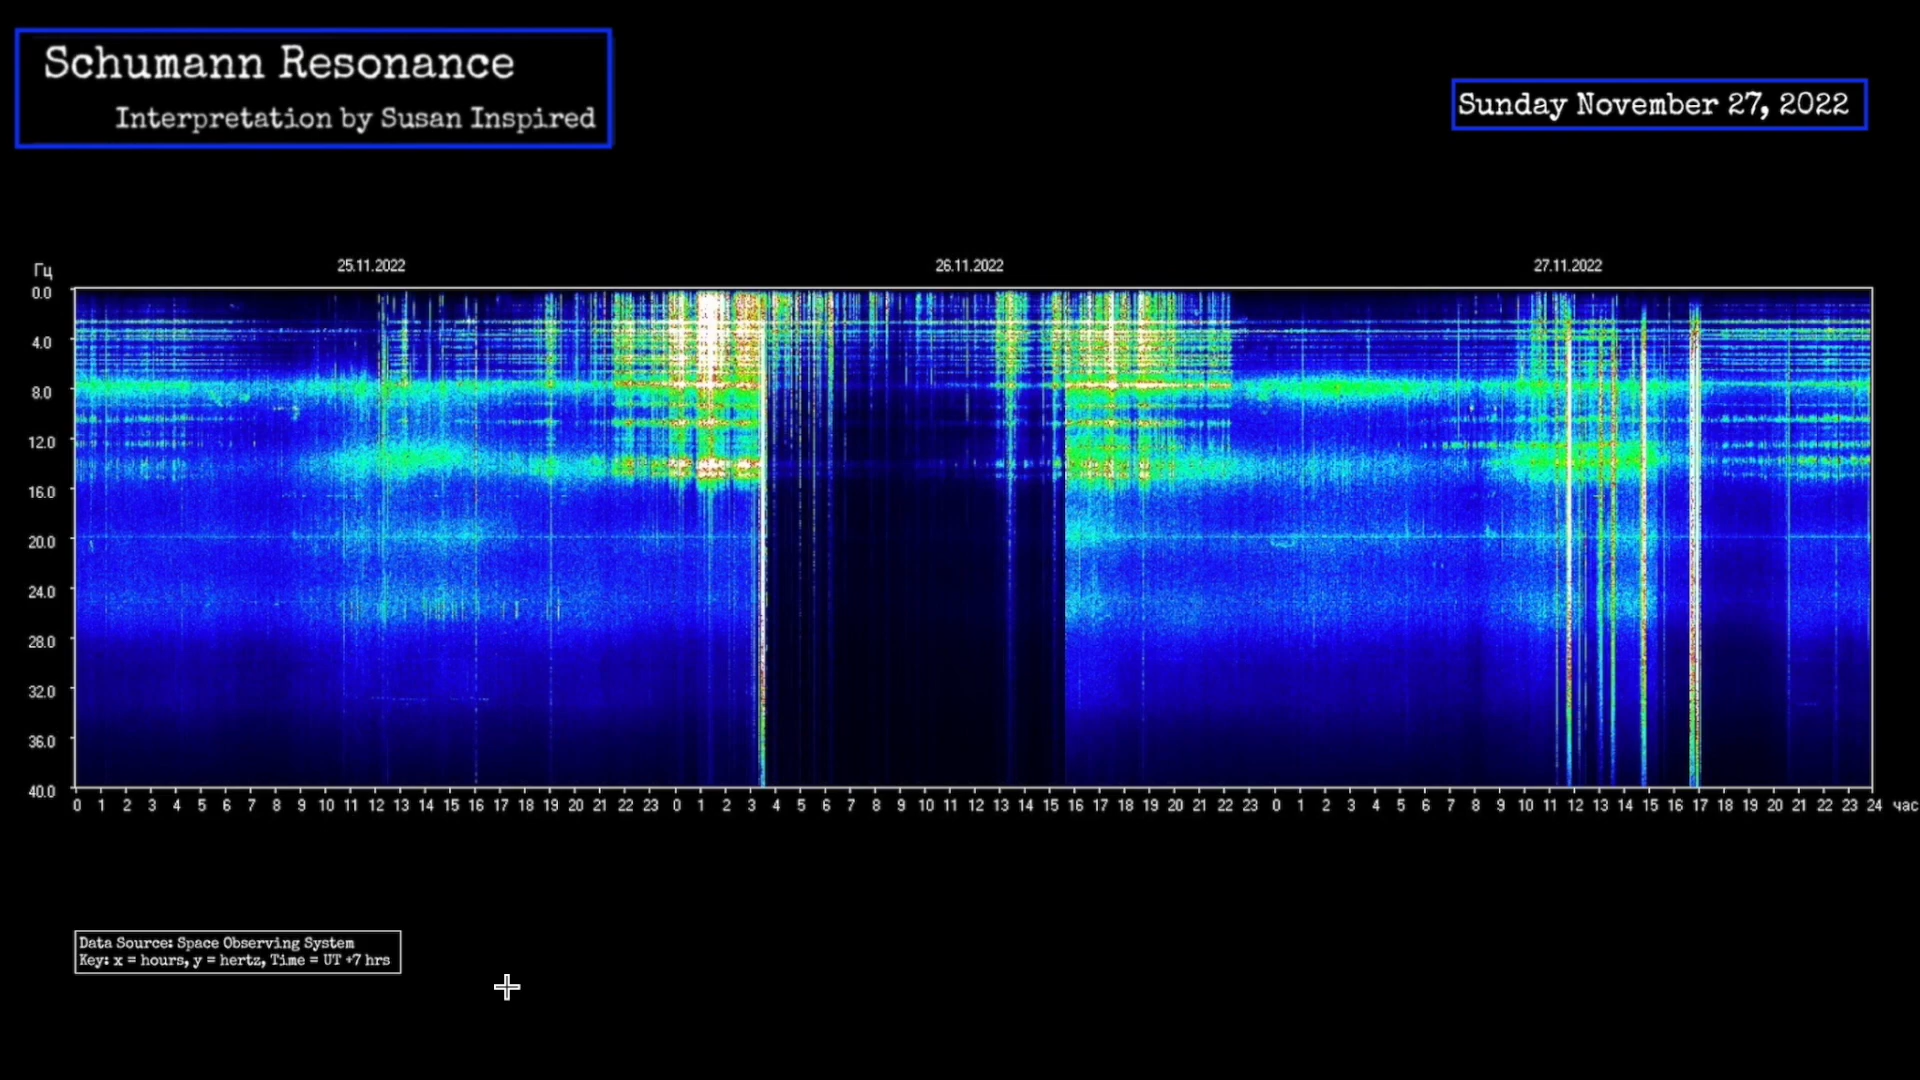 Schumann Resonance
Interpretation by Susan Inspired
Sunday November 27, 2022
25.11.2022 26.11.2022 27.11.2022
Гц
0.0
4.0
8.0
12.0
16.0
20.0
24.0
28.0
32.0
36.0
40.0
0 1 2 3 4 5 6 7 8 9 10 11 12 13 14 15 16 17 18 19 20 21 22 23 0 1 2 3 4 5 6 7 8 9 10 11 12 13 14 15 16 17 18 19 20 21 22 23 0 1 2 3 4 5 6 7 8 9 10 11 12 13 14 15 16 17 18 19 20 21 22 23 24 час
Data Source: Space Observing System
Key: x = hours, y = hertz, Time = UT +7 hrs